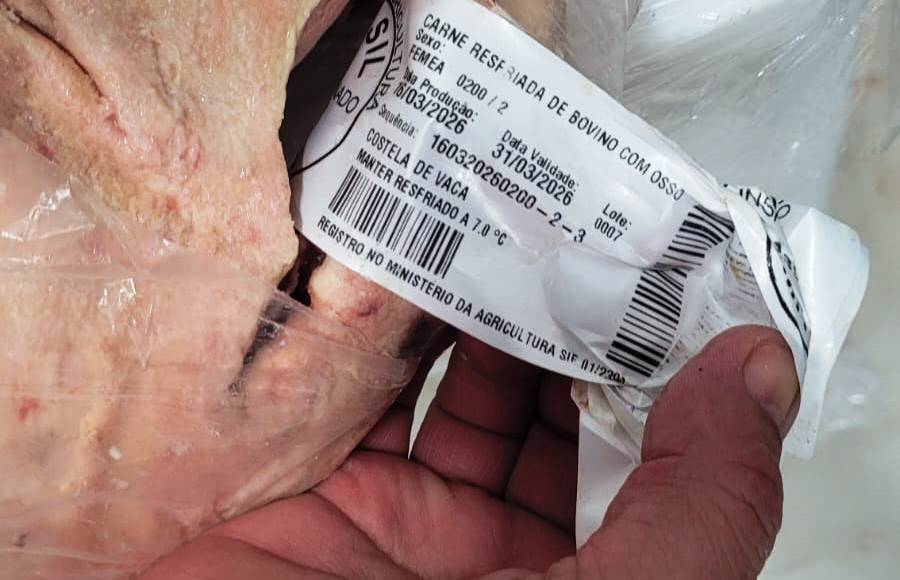 SIL
CARNE RESFRIADA DE BOVINO COM OSSO
Sexo:
FEMEA 0200 / 2
Data Produção: Data Validade:
16/03/2026 31/03/2026
Sequência: 160320260200-2-3
Lote:
0007
COSTELA DE VACA
MANTER RESFRIADO A 7.0 ºC
REGISTRO NO MINISTERIO DA AGRICULTURA SIF